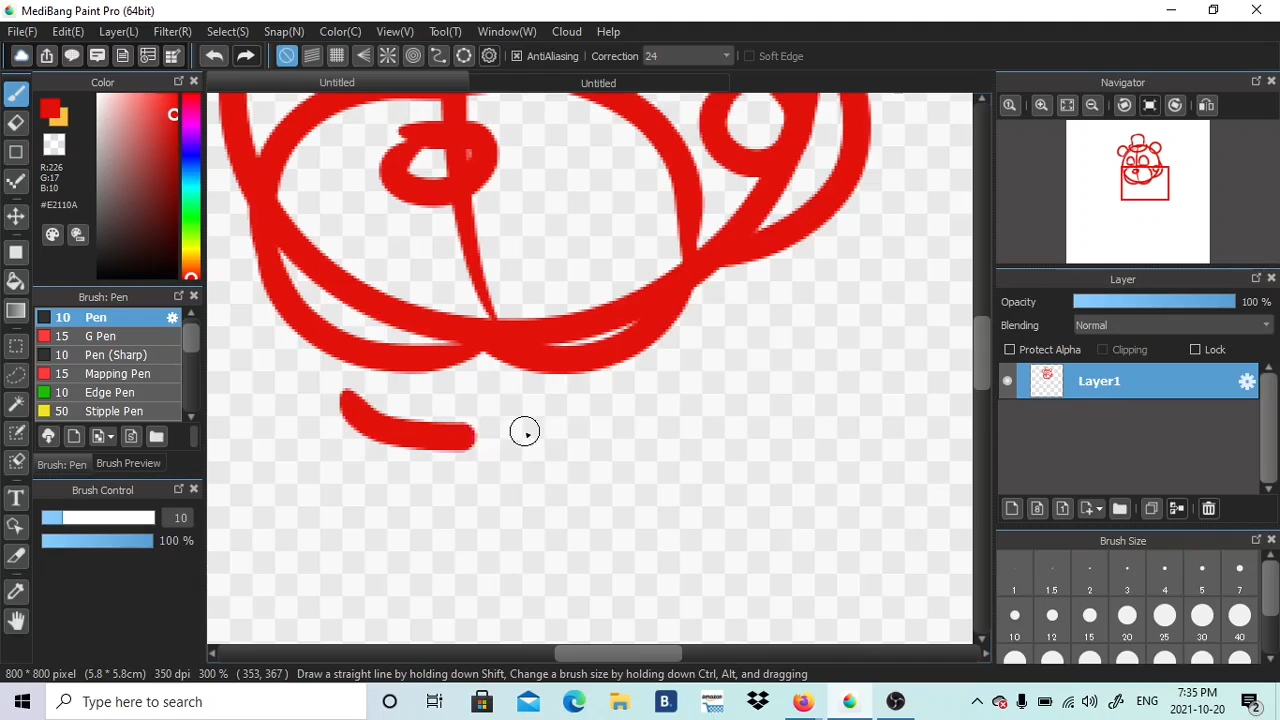 MediBang Paint Pro (64bit)
File(F) Edit(E) Layer(L) Filter(R) Select(S) Snap(N) Color(C) View(V) Tool(T) Window(W) Cloud Help
AntiAliasing Correction 24 Soft Edge
Color
Untitled
Untitled
Navigator
R:226
G:17
B:10
#E2110A
Brush: Pen
10 Pen
15 G Pen
10 Pen (Sharp)
15 Mapping Pen
10 Edge Pen
50 Stipple Pen
Brush: Pen Brush Preview
Brush Control
10
100 %
Layer
Opacity 100 %
Blending Normal
Protect Alpha Clipping Lock
Layer1
Brush Size
1 1.5 2 3 4 5 7
10 12 15 20 25 30 40
800 * 800 pixel (5.8 * 5.8cm) 350 dpi 300 % ( 353, 367 ) Draw a straight line by holding down Shift, Change a brush size by holding down Ctrl, Alt, and dragging
Type here to search
B.
amazon
7:35 PM
2021-10-20
2